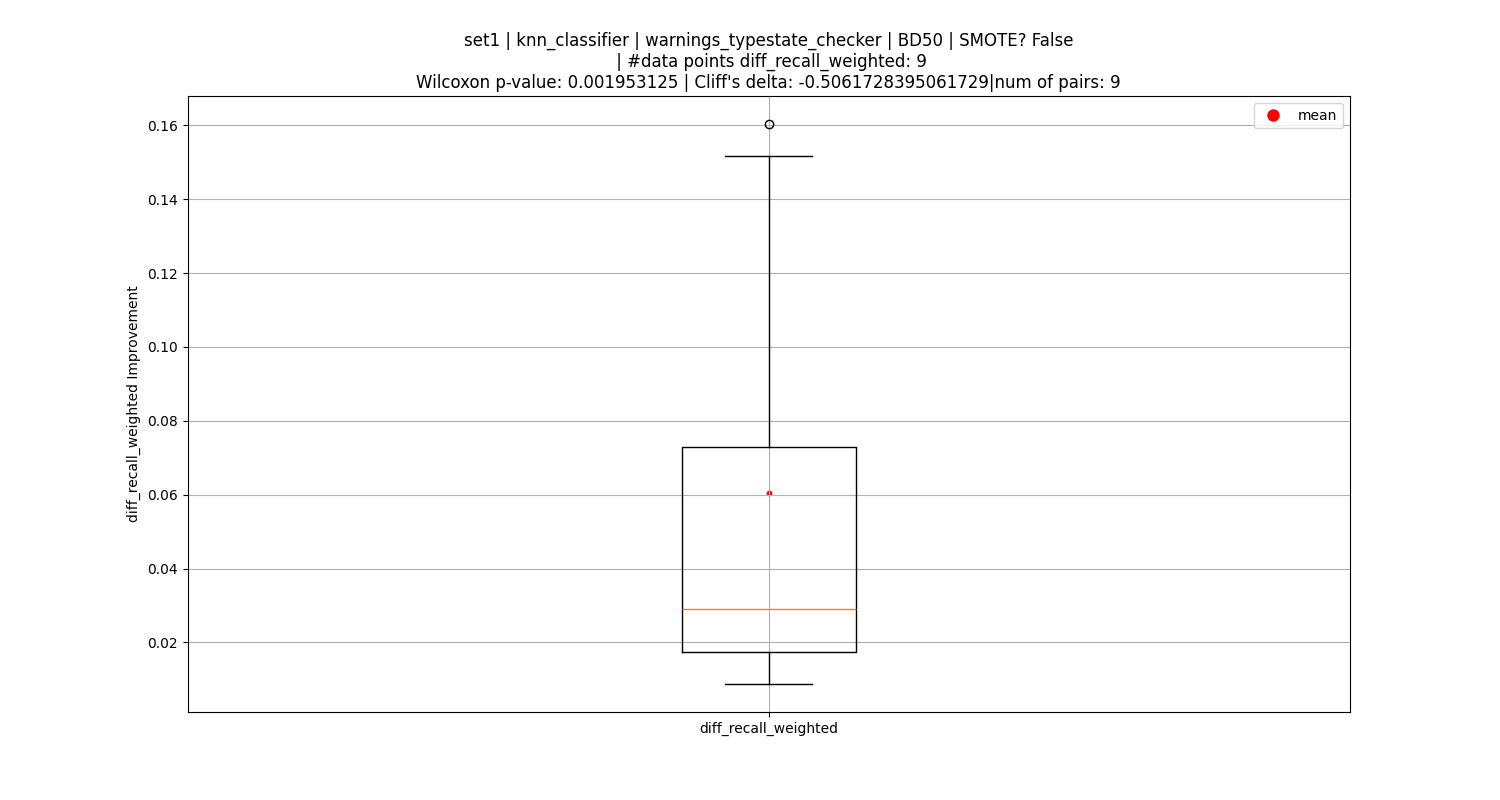 set1 | knn_classifier | warnings_typestate_checker | BD50 | SMOTE? False
| #data points diff_recall_weighted: 9
Wilcoxon p-value: 0.001953125 | Cliff's delta: -0.5061728395061729|num of pairs: 9
mean
0.16
0.14
0.12
0.10
0.08
0.06
0.04
0.02
diff_recall_weighted Improvement
diff_recall_weighted